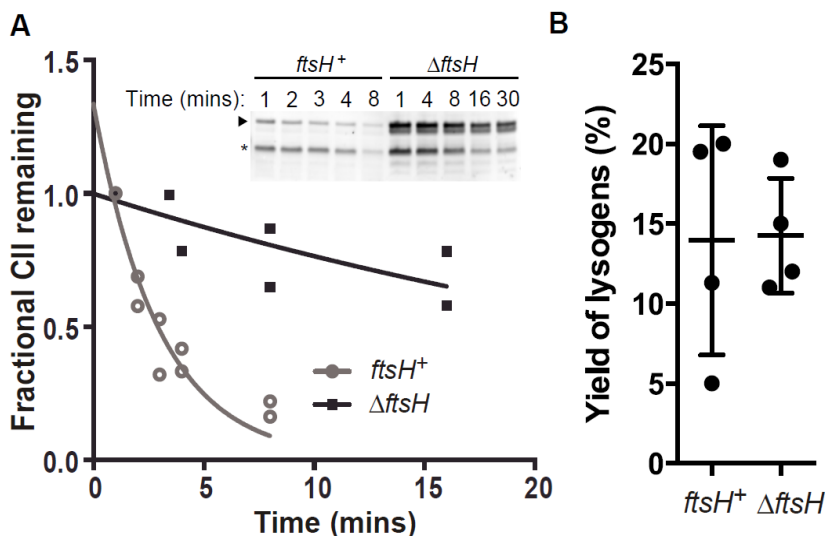 A
B
ftsH+ ΔftsH
Time (mins): 1 2 3 4 8 1 4 8 16 30
*
Fractional CII remaining
1.5
1.0
0.5
0.0
0 5 10 15 20
Time (mins)
ftsH+
ΔftsH
Yield of lysogens (%)
25
20
15
10
5
0
ftsH+ ΔftsH